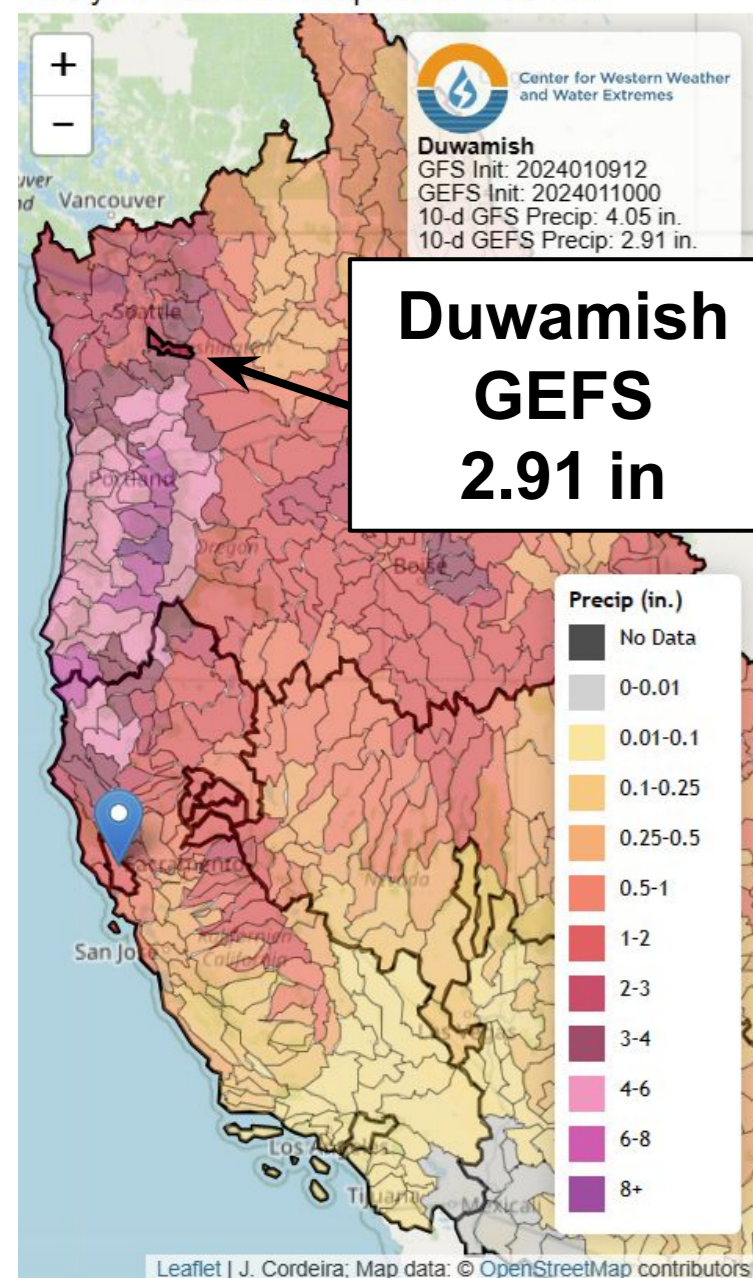 +
−
Center for Western Weather
and Water Extremes
Duwamish
GFS Init: 2024010912
GEFS Init: 2024011000
10-d GFS Precip: 4.05 in.
10-d GEFS Precip: 2.91 in.
Vancouver
Seattle
Duwamish
GEFS
2.91 in
Portland
Oregon
Boise
Precip (in.)
No Data
0-0.01
0.01-0.1
0.1-0.25
0.25-0.5
0.5-1
1-2
2-3
3-4
4-6
6-8
8+
Sacramento
Nevada
San Jose
California
Las Vegas
Los Angeles
Tijuana
Mexicali
Leaflet | J. Cordeira; Map data: © OpenStreetMap contributors